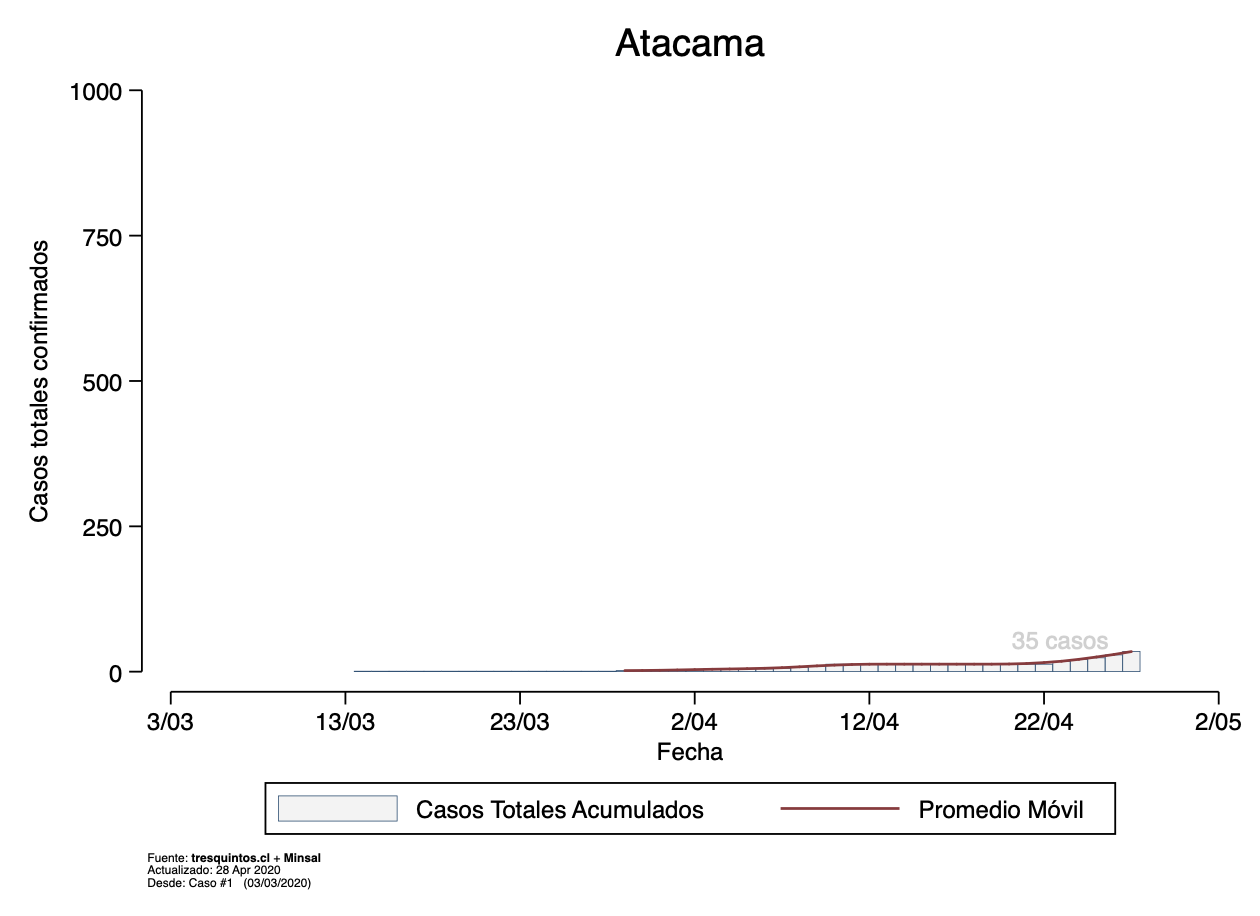 Atacama
1000
750
500
250
0
Casos totales confirmados
35 casos
3/03 13/03 23/03 2/04 12/04 22/04 2/05
Fecha
Casos Totales Acumulados Promedio Móvil
Fuente: tresquintos.cl + Minsal
Actualizado: 28 Apr 2020
Desde: Caso #1 (03/03/2020)